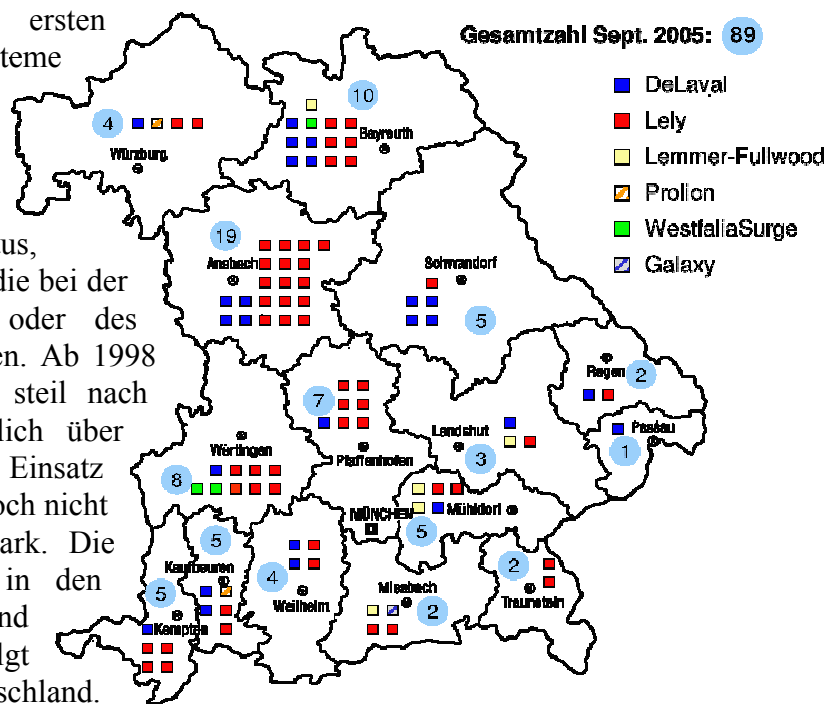 ersten
teme
tus,
die bei der
oder des
en. Ab 1998
steil nach
lich über
Einsatz
och nicht
ark. Die
in den
nd
lgt
schland.
Gesamtzahl Sept. 2005: 89
DeLaval
Lely
Lemmer-Fullwood
Prolion
WestfaliaSurge
Galaxy
4
Würzburg
10
Bayreuth
19
Ansbach
Schwandorf
5
Regen
2
7
Pfaffenhofen
Landshut
3
Passau
1
Wertingen
8
MÜNCHEN
5
Mühldorf
5
Kaufbeuren
5
Kempten
4
Weilheim
Miesbach
2
2
Traunstein